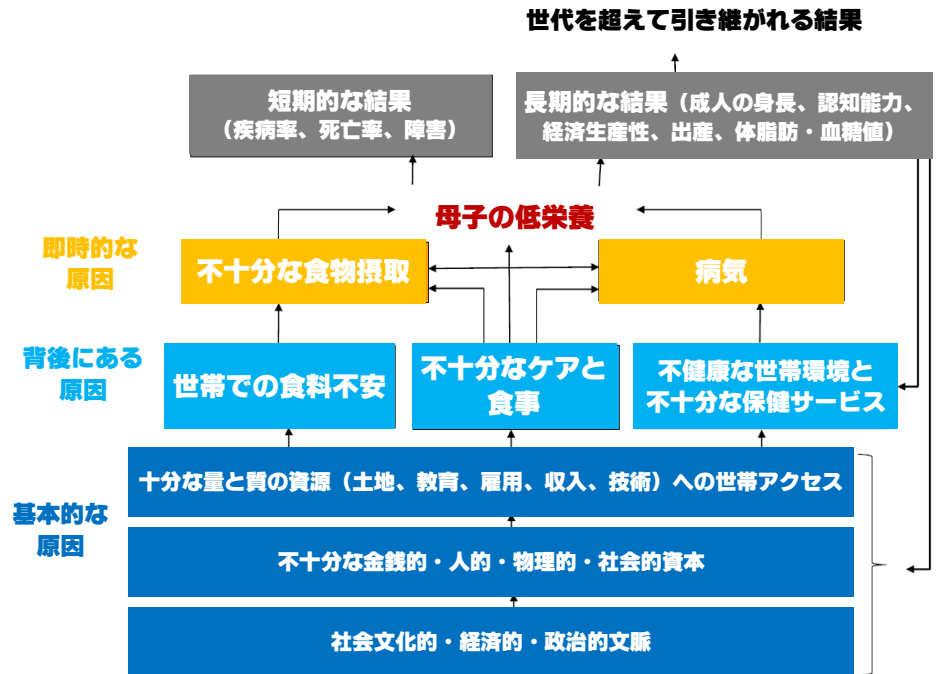 世代を超えて引き継がれる結果
短期的な結果
（疾病率、死亡率、障害）
長期的な結果（成人の身長、認知能力、
経済生産性、出産、体脂肪・血糖値）
母子の低栄養
即時的な
原因
不十分な食物摂取
病気
背後にある
原因
世帯での食料不安
不十分なケアと
食事
不健康な世帯環境と
不十分な保健サービス
基本的な
原因
十分な量と質の資源（土地、教育、雇用、収入、技術）への世帯アクセス
不十分な金銭的・人的・物理的・社会的資本
社会文化的・経済的・政治的文脈